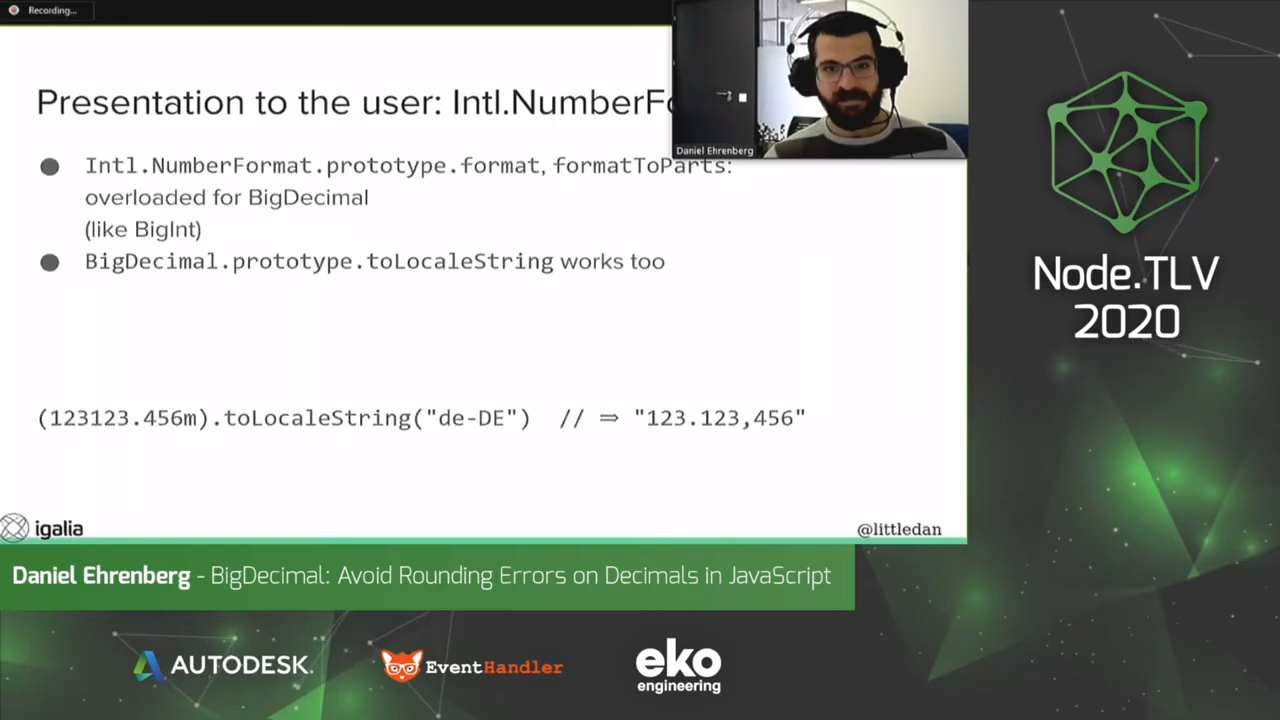 Recording...
Presentation to the user: Intl.NumberFo
Daniel Ehrenberg
Intl.NumberFormat.prototype.format, formatToParts:
overloaded for BigDecimal
(like BigInt)
BigDecimal.prototype.toLocaleString works too
(123123.456m).toLocaleString("de-DE") // ⇒ "123.123,456"
igalia
@littledan
Node.TLV
2020
Daniel Ehrenberg - BigDecimal: Avoid Rounding Errors on Decimals in JavaScript
AUTODESK.
EventHandler
eko
engineering